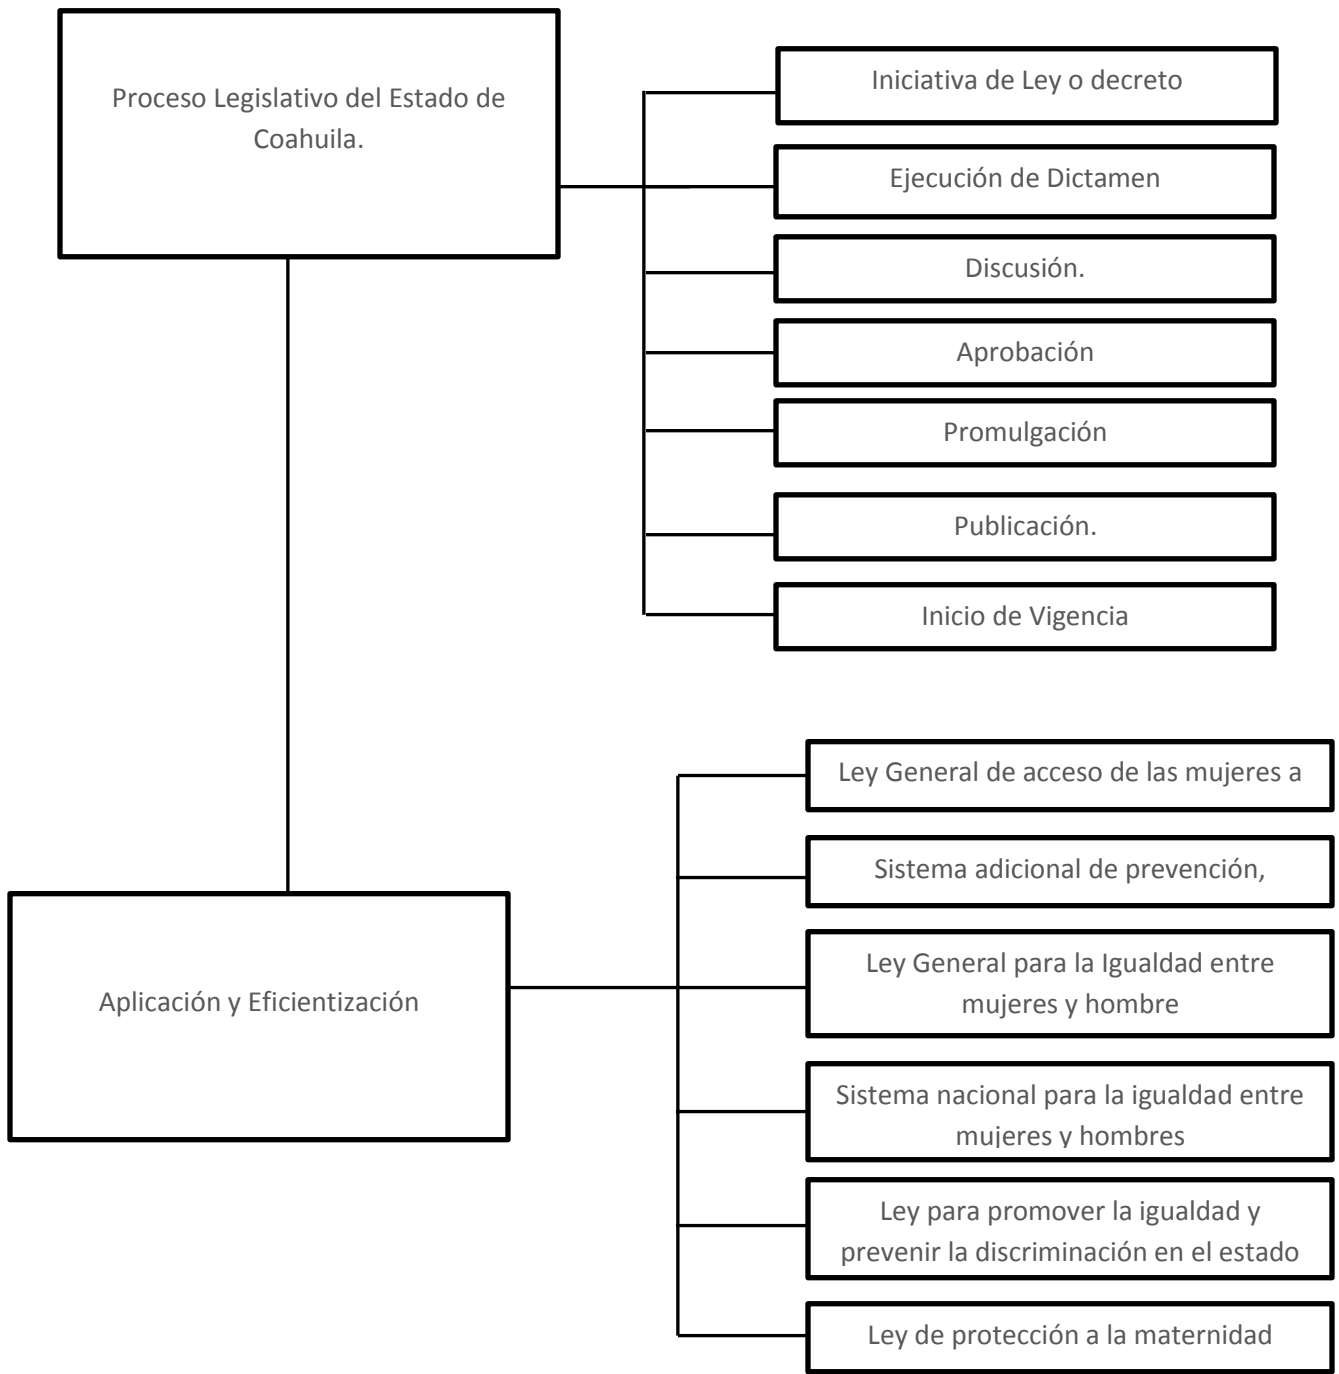 Proceso Legislativo del Estado de
Coahuila.
Iniciativa de Ley o decreto
Ejecución de Dictamen
Discusión.
Aprobación
Promulgación
Publicación.
Inicio de Vigencia
Aplicación y Eficientización
Ley General de acceso de las mujeres a
Sistema adicional de prevención,
Ley General para la Igualdad entre
mujeres y hombre
Sistema nacional para la igualdad entre
mujeres y hombres
Ley para promover la igualdad y
prevenir la discriminación en el estado
Ley de protección a la maternidad